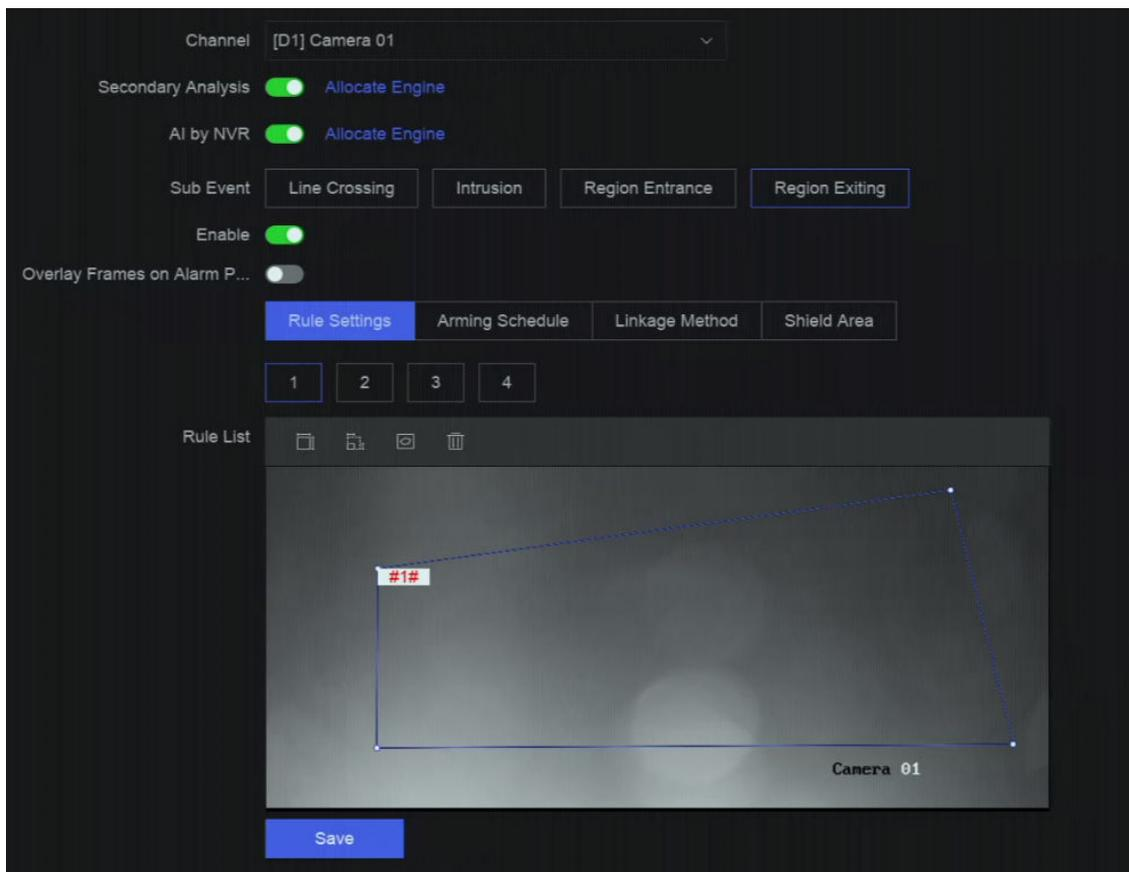 Channel [D1] Camera 01
Secondary Analysis Allocate Engine
AI by NVR Allocate Engine
Sub Event Line Crossing Intrusion Region Entrance Region Exiting
Enable
Overlay Frames on Alarm P...
Rule Settings Arming Schedule Linkage Method Shield Area
1 2 3 4
Rule List
#1#
Camera 01
Save